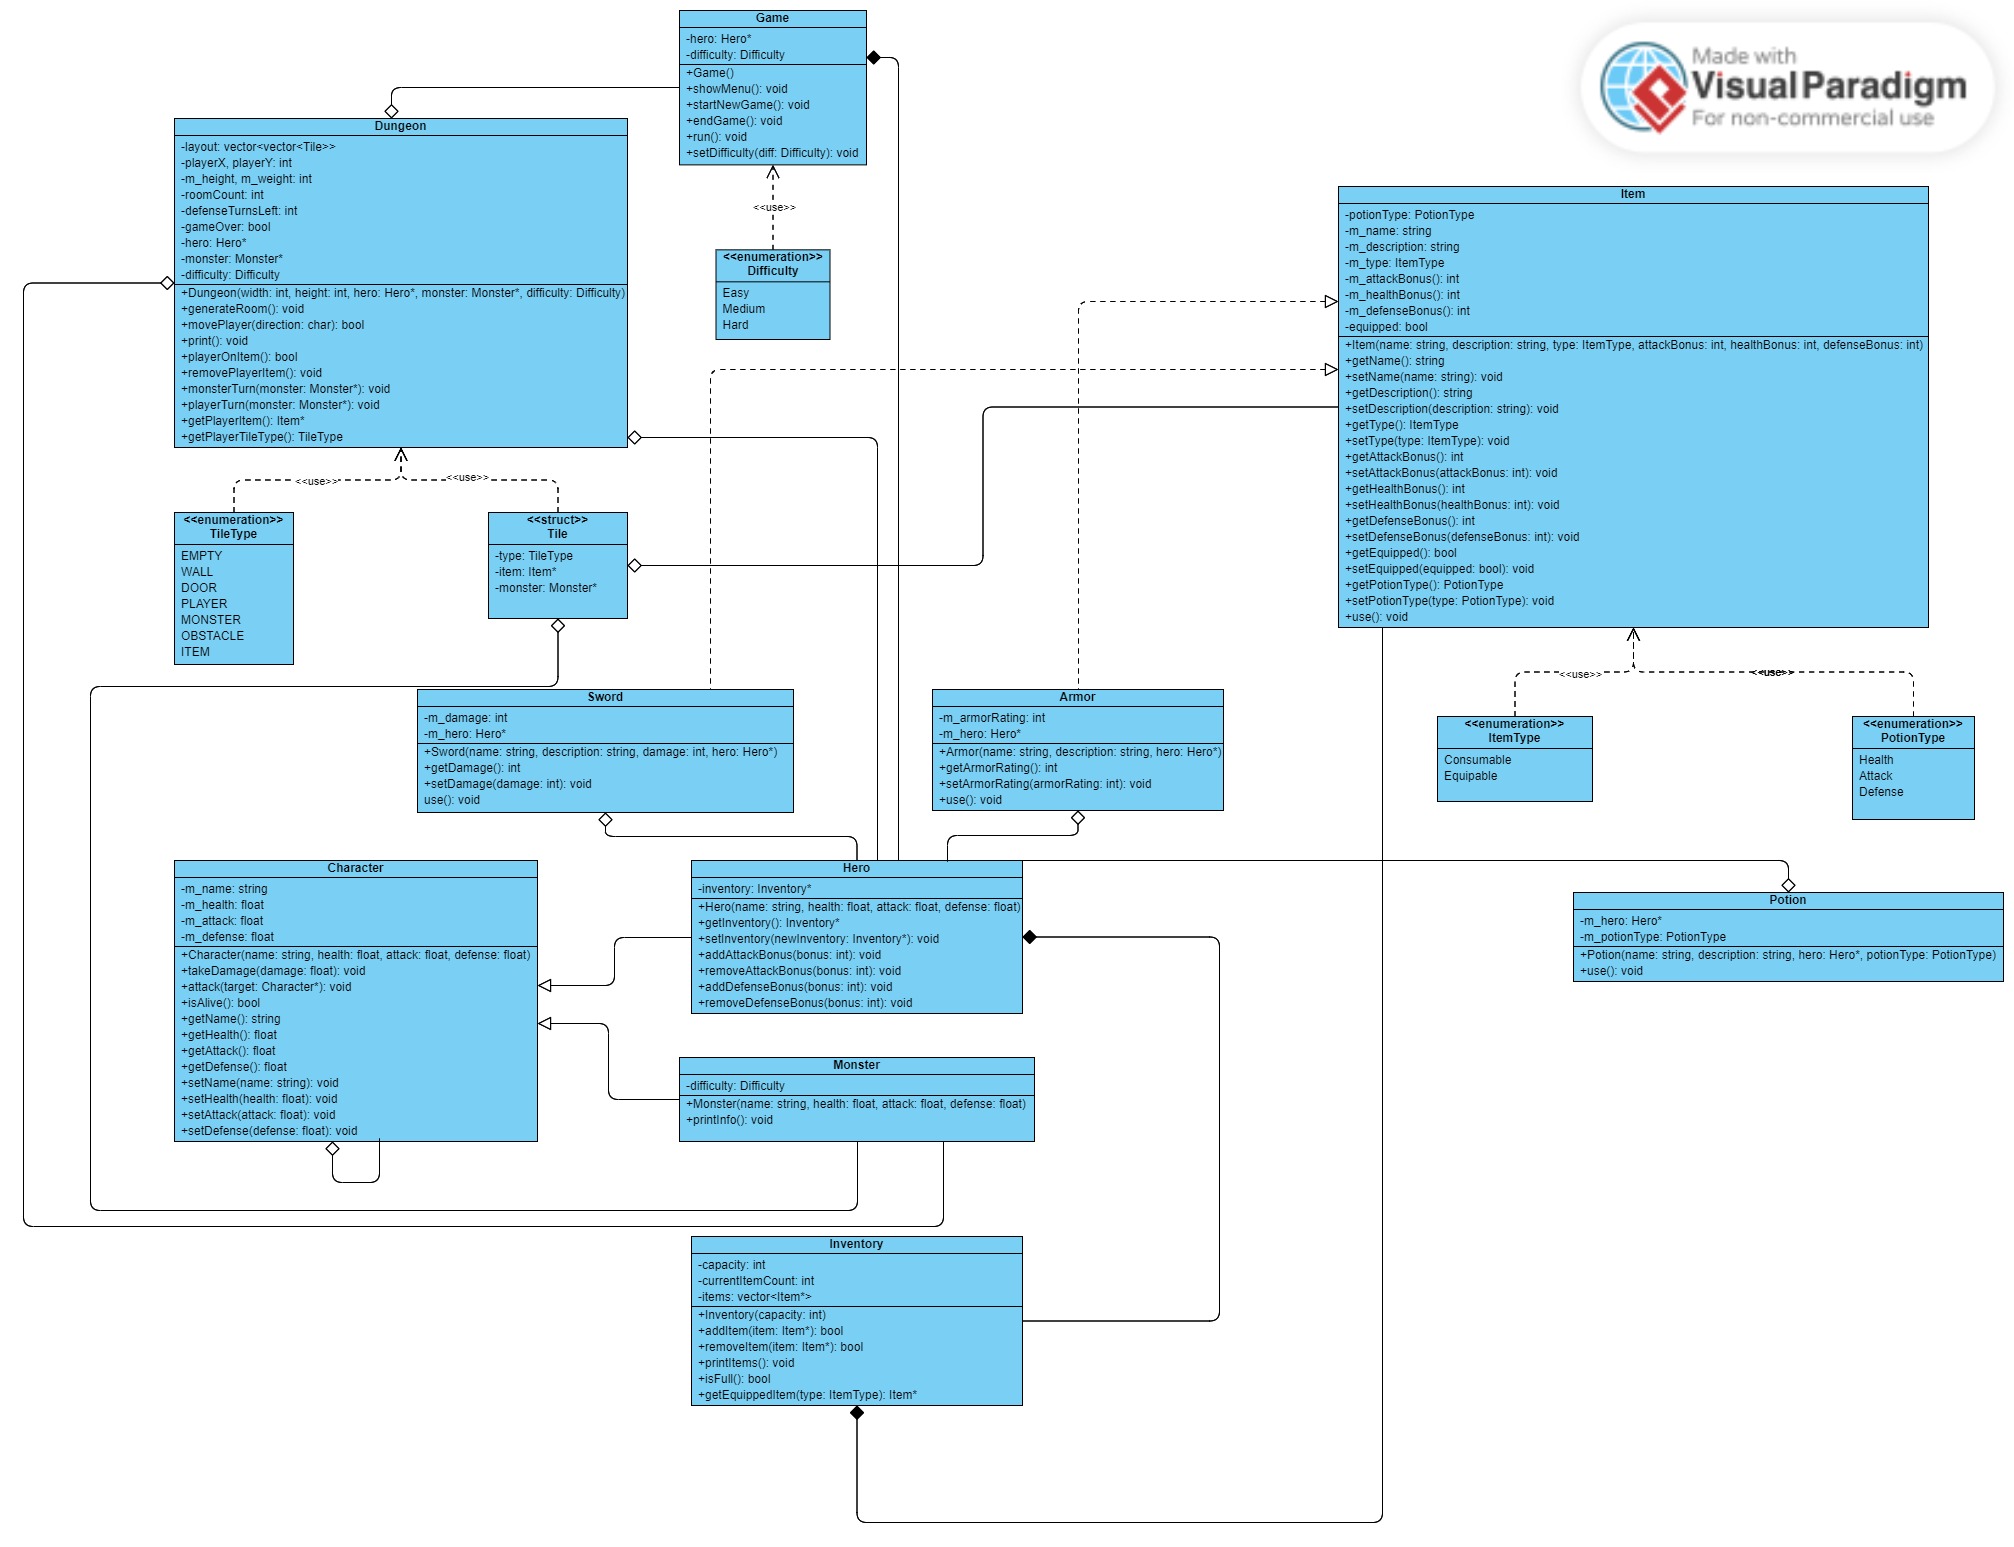 Game
-hero: Hero*
-difficulty: Difficulty
+Game()
+showMenu(): void
+startNewGame(): void
+endGame(): void
+run(): void
+setDifficulty(diff: Difficulty): void
Made with
Visual Paradigm
For non-commercial use
Dungeon
-layout: vector<vector<Tile>>
-playerX, playerY: int
-m_height, m_weight: int
-roomCount: int
-defenseTurnsLeft: int
-gameOver: bool
-hero: Hero*
-monster: Monster*
-difficulty: Difficulty
+Dungeon(width: int, height: int, hero: Hero*, monster: Monster*, difficulty: Difficulty)
+generateRoom(): void
+movePlayer(direction: char): bool
+print(): void
+playerOnItem(): bool
+removePlayerItem(): void
+monsterTurn(monster: Monster*): void
+playerTurn(monster: Monster*): void
+getPlayerItem(): Item*
+getPlayerTileType(): TileType
<<use>>
<<enumeration>>
Difficulty
Easy
Medium
Hard
Item
-potionType: PotionType
-m_name: string
-m_description: string
-m_type: ItemType
-m_attackBonus(): int
-m_healthBonus(): int
-m_defenseBonus(): int
-equipped: bool
+Item(name: string, description: string, type: ItemType, attackBonus: int, healthBonus: int, defenseBonus: int)
+getName(): string
+setName(name: string): void
+getDescription(): string
+setDescription(description: string): void
+getType(): ItemType
+setType(type: ItemType): void
+getAttackBonus(): int
+setAttackBonus(attackBonus: int): void
+getHealthBonus(): int
+setHealthBonus(healthBonus: int): void
+getDefenseBonus(): int
+setDefenseBonus(defenseBonus: int): void
+getEquipped(): bool
+setEquipped(equipped: bool): void
+getPotionType(): PotionType
+setPotionType(type: PotionType): void
+use(): void
<<use>>
<<use>>
<<enumeration>>
TileType
EMPTY
WALL
DOOR
PLAYER
MONSTER
OBSTACLE
ITEM
<<struct>>
Tile
-type: TileType
-item: Item*
-monster: Monster*
<<use>>
<<use>>
Sword
-m_damage: int
-m_hero: Hero*
+Sword(name: string, description: string, damage: int, hero: Hero*)
+getDamage(): int
+setDamage(damage: int): void
use(): void
Armor
-m_armorRating: int
-m_hero: Hero*
+Armor(name: string, description: string, hero: Hero*)
+getArmorRating(): int
+setArmorRating(armorRating: int): void
+use(): void
<<enumeration>>
ItemType
Consumable
Equipable
<<enumeration>>
PotionType
Health
Attack
Defense
Character
-m_name: string
-m_health: float
-m_attack: float
-m_defense: float
+Character(name: string, health: float, attack: float, defense: float)
+takeDamage(damage: float): void
+attack(target: Character*): void
+isAlive(): bool
+getName(): string
+getHealth(): float
+getAttack(): float
+getDefense(): float
+setName(name: string): void
+setHealth(health: float): void
+setAttack(attack: float): void
+setDefense(defense: float): void
Hero
-inventory: Inventory*
+Hero(name: string, health: float, attack: float, defense: float)
+getInventory(): Inventory*
+setInventory(newInventory: Inventory*): void
+addAttackBonus(bonus: int): void
+removeAttackBonus(bonus: int): void
+addDefenseBonus(bonus: int): void
+removeDefenseBonus(bonus: int): void
Potion
-m_hero: Hero*
-m_potionType: PotionType
+Potion(name: string, description: string, hero: Hero*, potionType: PotionType)
+use(): void
Monster
-difficulty: Difficulty
+Monster(name: string, health: float, attack: float, defense: float)
+printInfo(): void
Inventory
-capacity: int
-currentItemCount: int
-items: vector<Item*>
+Inventory(capacity: int)
+addItem(item: Item*): bool
+removeItem(item: Item*): bool
+printItems(): void
+isFull(): bool
+getEquippedItem(type: ItemType): Item*